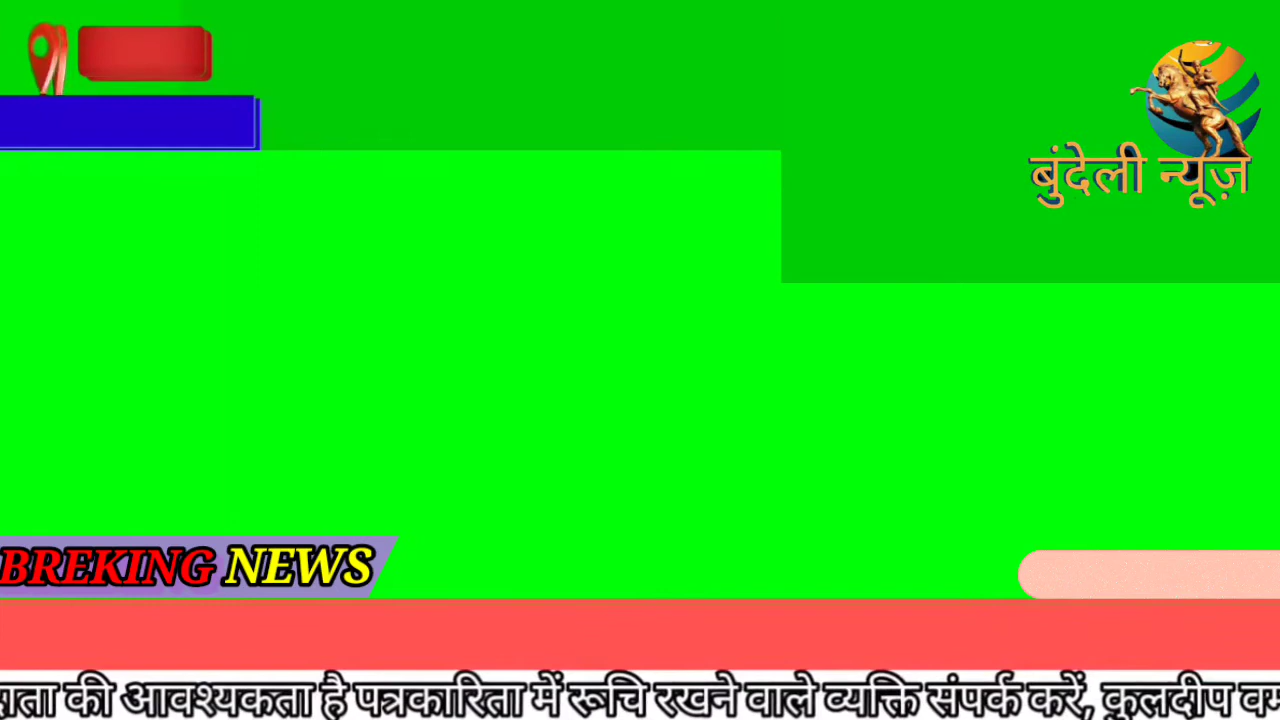 बुंदेली न्यूज़
BREKING NEWS
की आवश्यकता है पत्रकारिता में रूचि रखने वाले व्यक्ति संपर्क करें, कुलदीप